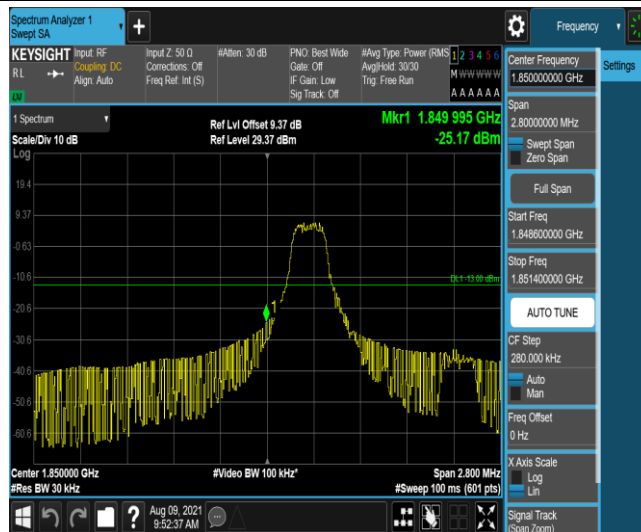 Spectrum Analyzer 1
Swept SA
Frequency
KEYSIGHT
RL
Input: RF
Coupling: DC
Align: Auto
Input Z: 50 Ω
Corrections: Off
Freq Ref: Int (S)
#Atten: 30 dB
PNO: Best Wide
Gate: Off
IF Gain: Low
Sig Track: Off
#Avg Type: Power (RMS
Avg|Hold: 30/30
Trig: Free Run
1 2 3 4 5 6
M W W W W W
A A A A A A
1 Spectrum
Scale/Div 10 dB
Log
Ref Lvl Offset 9.37 dB
Ref Level 29.37 dBm
Mkr1 1.849 995 GHz
-25.17 dBm
19.4
9.37
-0.63
-10.6
-20.6
-30.6
-40.6
-50.6
-60.6
DL1 -13.00 dBm
1
Center 1.850000 GHz
#Res BW 30 kHz
#Video BW 100 kHz*
Span 2.800 MHz
#Sweep 100 ms (601 pts)
Aug 09, 2021
9:52:37 AM
Settings
Center Frequency
1.850000000 GHz
Span
2.80000000 MHz
Swept Span
Zero Span
Full Span
Start Freq
1.848600000 GHz
Stop Freq
1.851400000 GHz
AUTO TUNE
CF Step
280.000 kHz
Auto
Man
Freq Offset
0 Hz
X Axis Scale
Log
Lin
Signal Track
(Span Zoom)